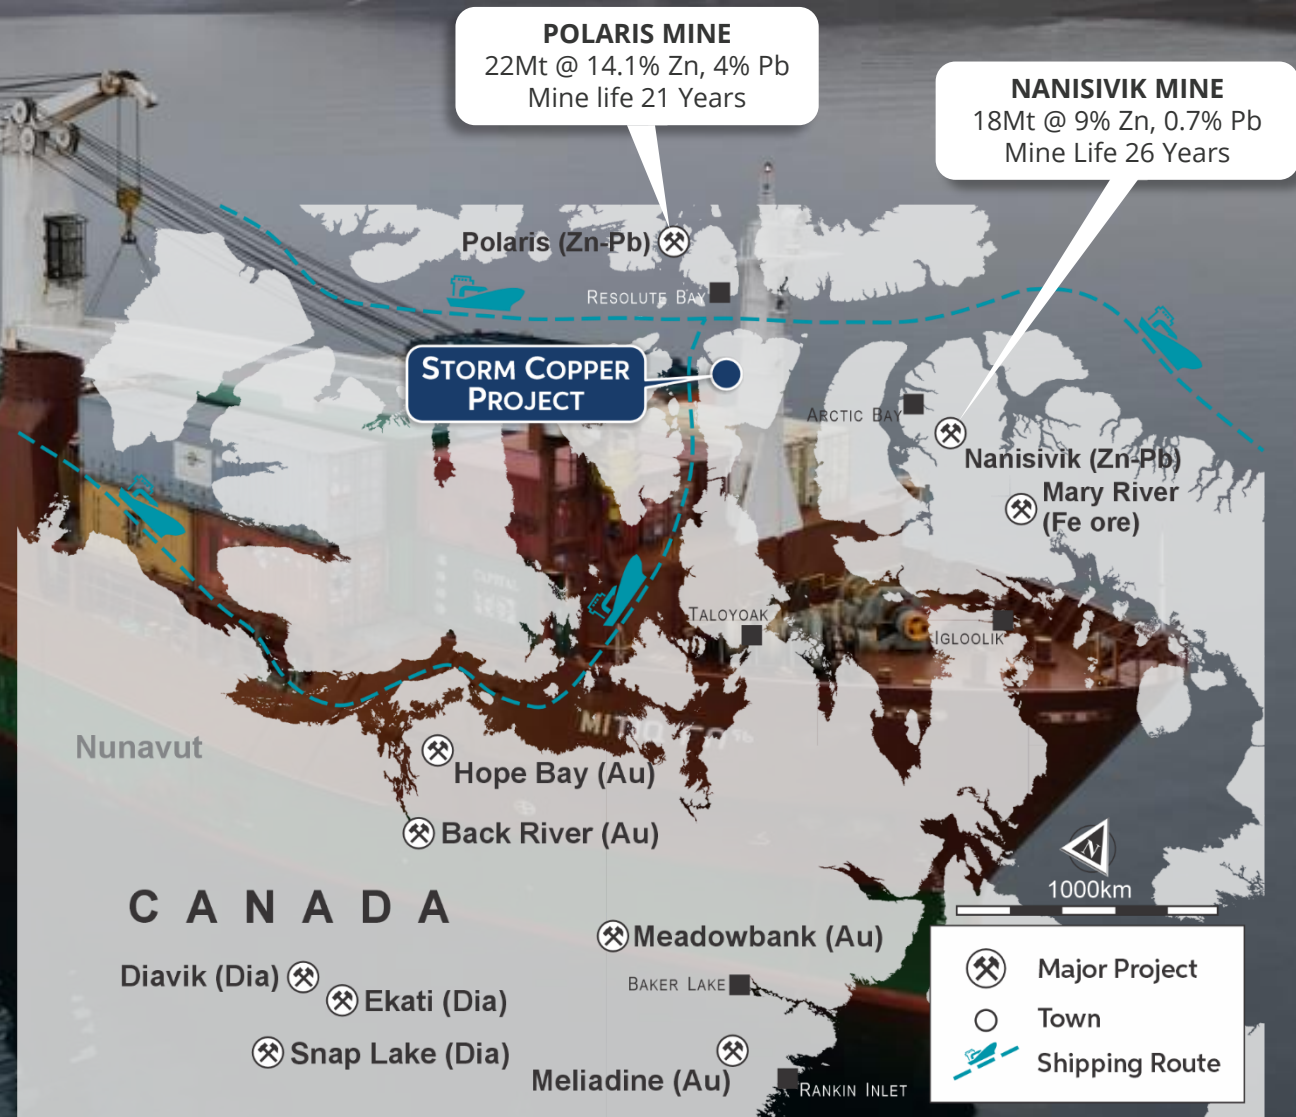 POLARIS MINE
22Mt @ 14.1% Zn, 4% Pb
Mine life 21 Years
NANISIVIK MINE
18Mt @ 9% Zn, 0.7% Pb
Mine Life 26 Years
Polaris (Zn-Pb)
RESOLUTE BAY
STORM COPPER
PROJECT
ARCTIC BAY
Nanisivik (Zn-Pb)
Mary River
(Fe ore)
TALOYOAK
IGLOOLIK
CAPITAL
Nunavut
Hope Bay (Au)
Back River (Au)
CANADA
N
1000km
Meadowbank (Au)
Diavik (Dia)
BAKER LAKE
Ekati (Dia)
Snap Lake (Dia)
Meliadine (Au)
RANKIN INLET
Major Project
Town
Shipping Route